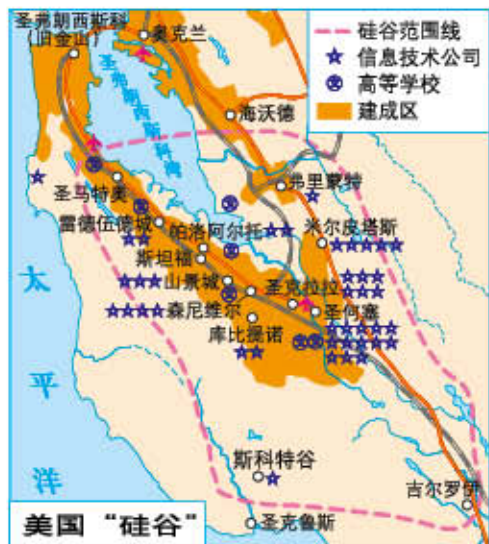 圣弗朗西斯科
（旧金山）
奥克兰
硅谷范围线
信息技术公司
高等学校
建成区
圣弗朗西斯科湾
海沃德
圣马特奥
弗里蒙特
雷德伍德城
帕洛阿尔托
米尔皮塔斯
斯坦福
山景城
圣克拉拉
森尼维尔
圣何塞
库比提诺
太平洋
斯科特谷
吉尔罗伊
圣克鲁斯
美国“硅谷”